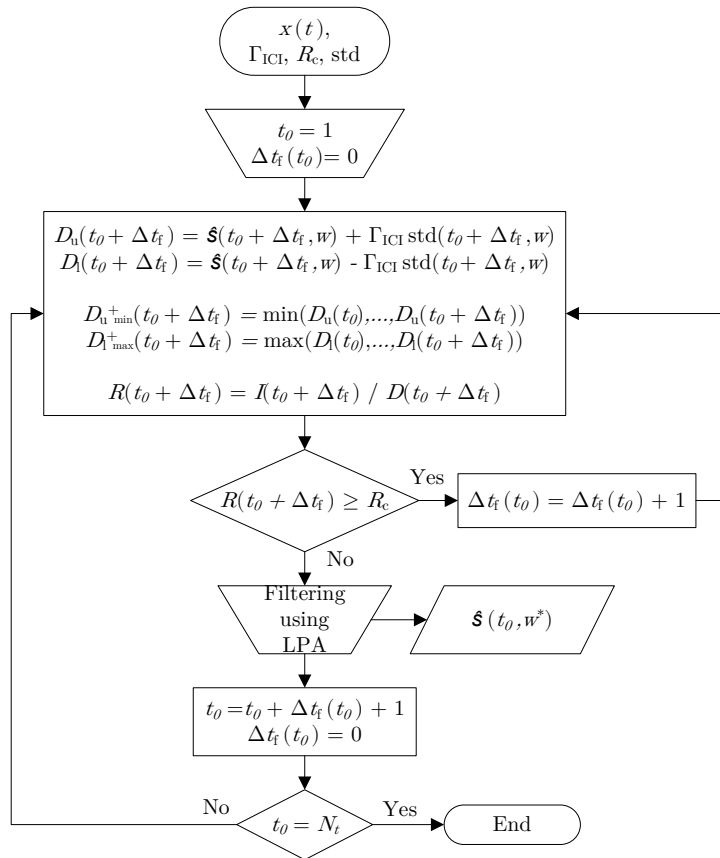 x(t),
Γ_ICI, R_c, std
t_0 = 1
Δt_f(t_0) = 0
D_u(t_0 + Δt_f) = ŝ(t_0 + Δt_f, w) + Γ_ICI std(t_0 + Δt_f, w)
D_l(t_0 + Δt_f) = ŝ(t_0 + Δt_f, w) - Γ_ICI std(t_0 + Δt_f, w)
D_u^+_min(t_0 + Δt_f) = min(D_u(t_0),...,D_u(t_0 + Δt_f))
D_l^+_max(t_0 + Δt_f) = max(D_l(t_0),...,D_l(t_0 + Δt_f))
R(t_0 + Δt_f) = I(t_0 + Δt_f) / D(t_0 + Δt_f)
R(t_0 + Δt_f) ≥ R_c
Yes
Δt_f(t_0) = Δt_f(t_0) + 1
No
Filtering
using
LPA
ŝ(t_0, w^*)
t_0 = t_0 + Δt_f(t_0) + 1
Δt_f(t_0) = 0
No
t_0 = N_t
Yes
End